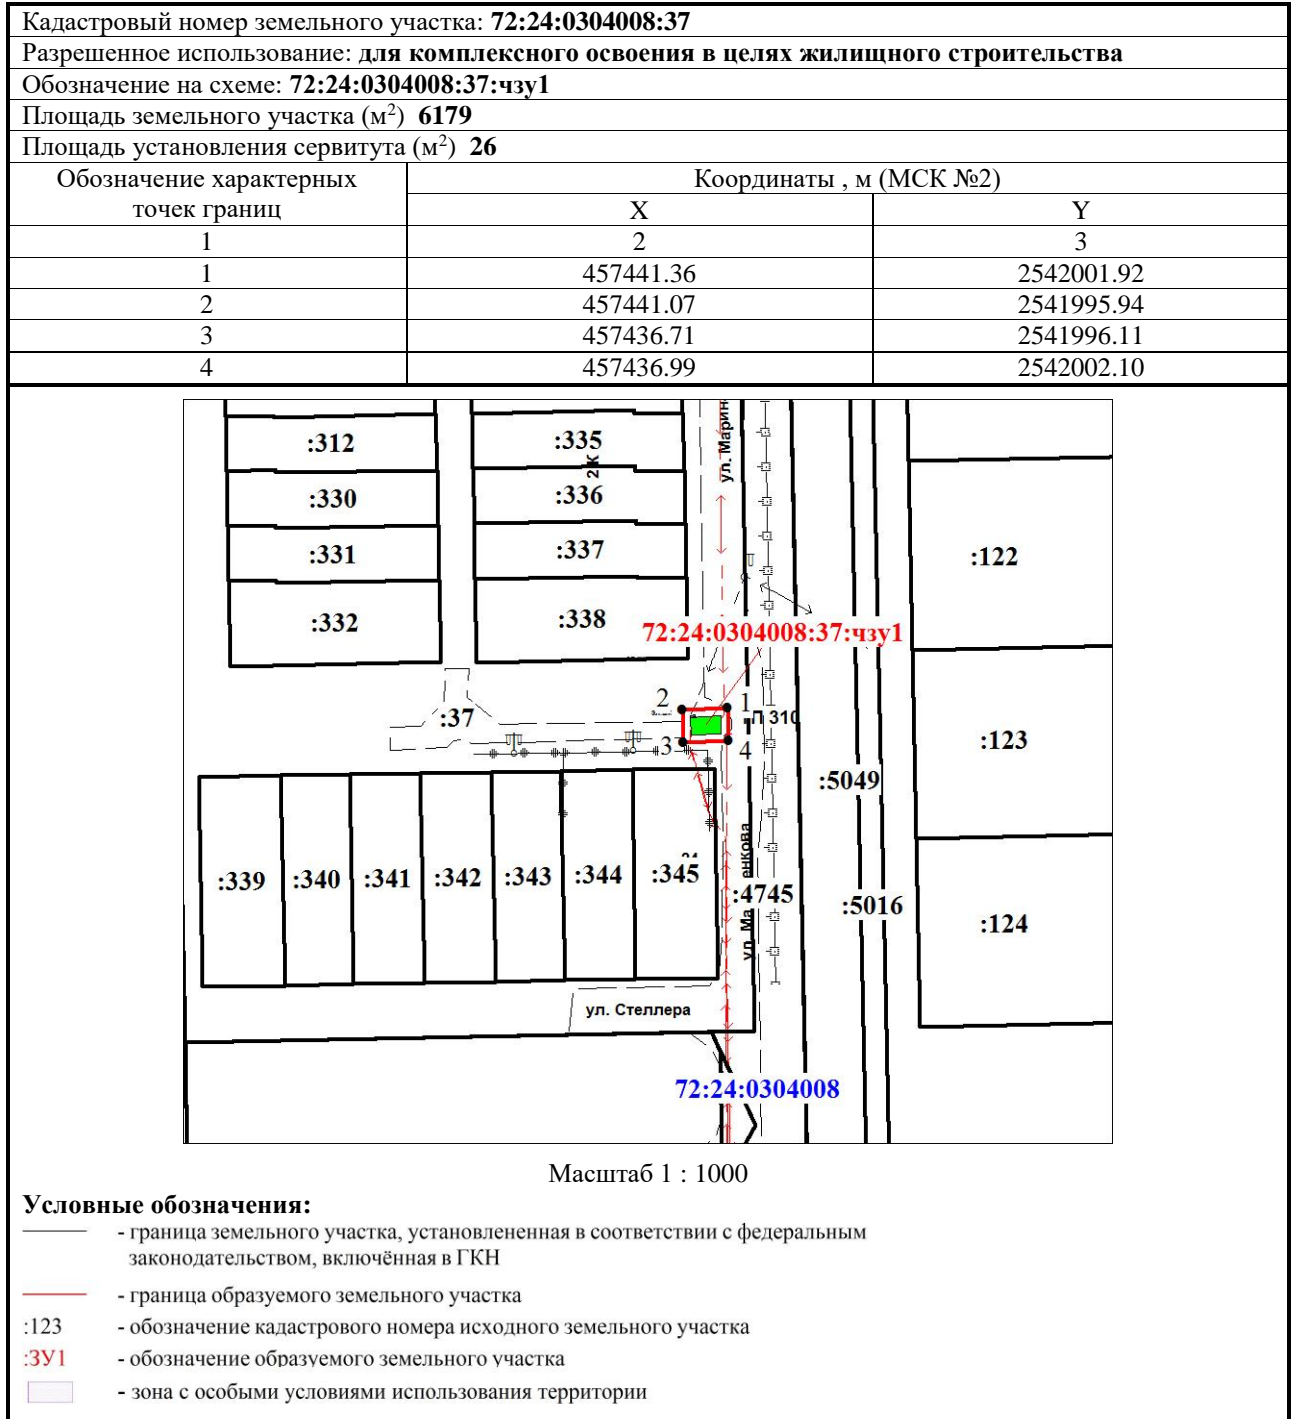 Кадастровый номер земельного участка: 72:24:0304008:37
Разрешенное использование: для комплексного освоения в целях жилищного строительства
Обозначение на схеме: 72:24:0304008:37:чзу1
Площадь земельного участка (м²) 6179
Площадь установления сервитута (м²) 26
Обозначение характерных точек границ
Координаты , м (МСК №2)
X Y
1 2 3
1 457441.36 2542001.92
2 457441.07 2541995.94
3 457436.71 2541996.11
4 457436.99 2542002.10
:312 :335 ул. Марин
2 К
:330 :336
:331 :337 :122
:332 :338
72:24:0304008:37:чзу1
2 1
:37 П 310
3 4 :123
:5049
:339 :340 :341 :342 :343 :344 :345
енкова
:4745 :5016
ул. Ма :124
ул. Стеллера
72:24:0304008
Масштаб 1 : 1000
Условные обозначения:
- граница земельного участка, установлененная в соответствии с федеральным
законодательством, включённая в ГКН
- граница образуемого земельного участка
:123 - обозначение кадастрового номера исходного земельного участка
:ЗУ1 - обозначение образуемого земельного участка
- зона с особыми условиями использования территории